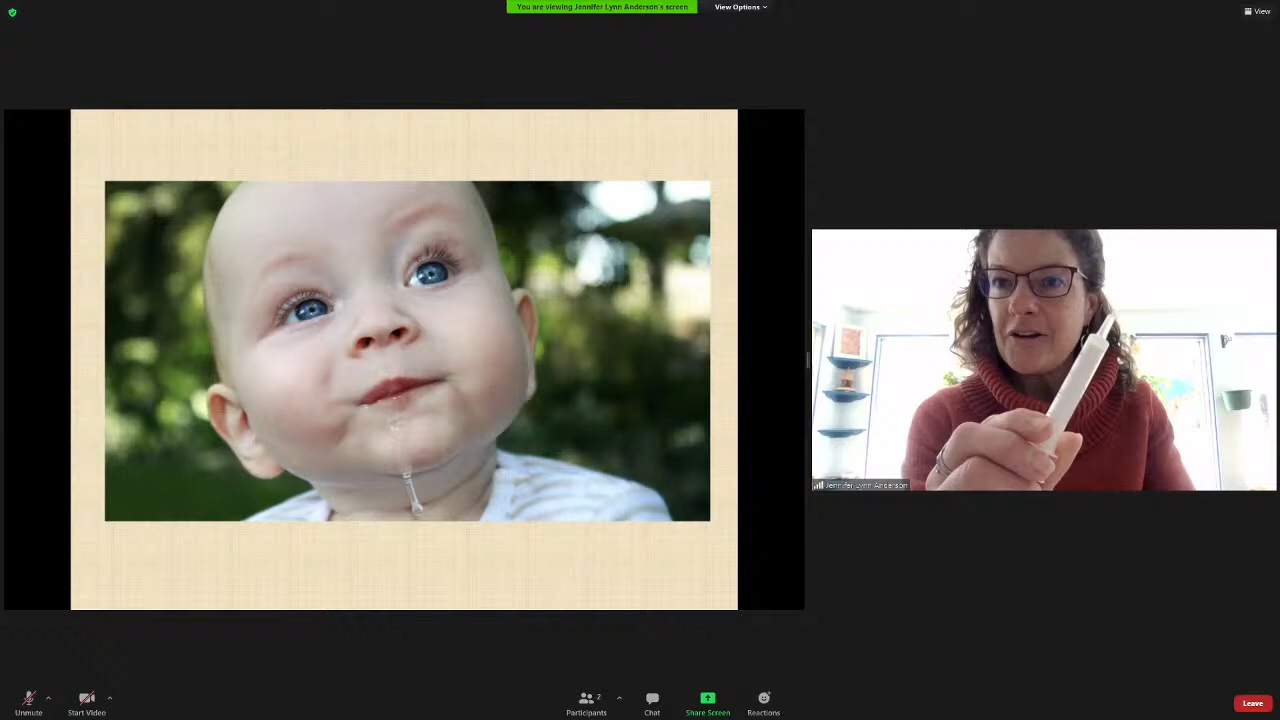 You are viewing Jennifer Lynn Anderson's screen
View Options
View
Jennifer Lynn Anderson
Unmute
Start Video
2
Participants
Chat
Share Screen
Reactions
Leave